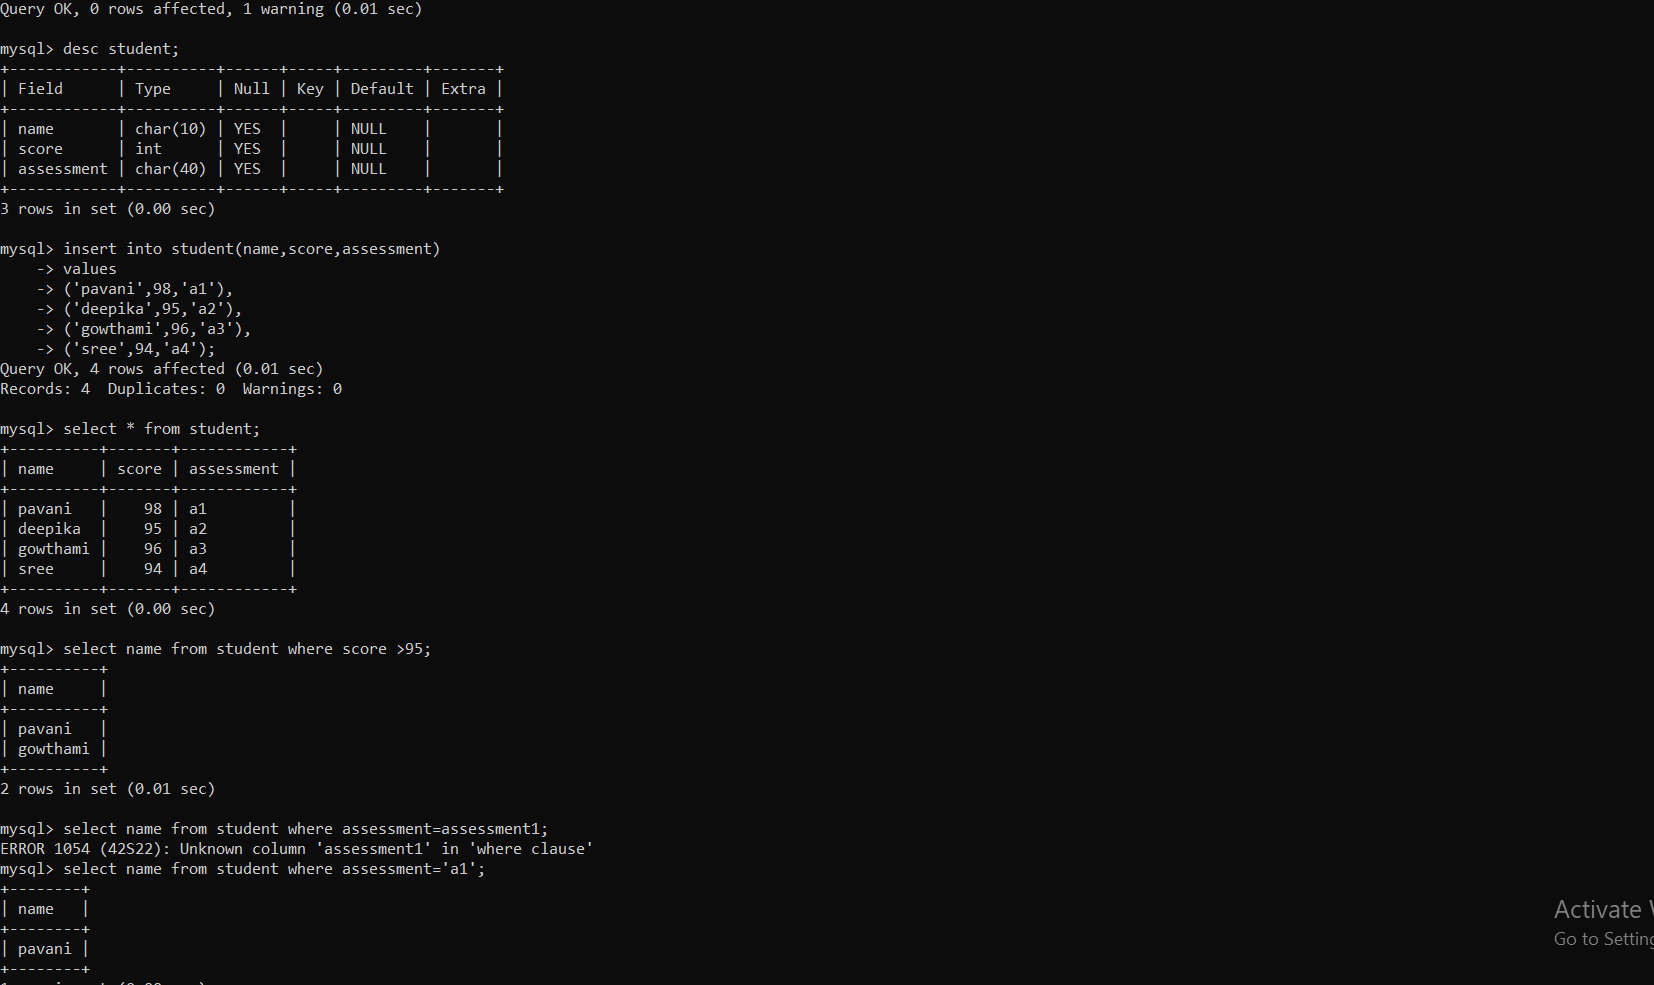 Query OK, 0 rows affected, 1 warning (0.01 sec)
mysql> desc student;
+------------+----------+------+-----+---------+-------+
| Field      | Type     | Null | Key | Default | Extra |
+------------+----------+------+-----+---------+-------+
| name       | char(10) | YES  |     | NULL    |       |
| score      | int      | YES  |     | NULL    |       |
| assessment | char(40) | YES  |     | NULL    |       |
+------------+----------+------+-----+---------+-------+
3 rows in set (0.00 sec)
mysql> insert into student(name,score,assessment)
    -> values
    -> ('pavani',98,'a1'),
    -> ('deepika',95,'a2'),
    -> ('gowthami',96,'a3'),
    -> ('sree',94,'a4');
Query OK, 4 rows affected (0.01 sec)
Records: 4  Duplicates: 0  Warnings: 0
mysql> select * from student;
+----------+-------+------------+
| name     | score | assessment |
+----------+-------+------------+
| pavani   |    98 | a1         |
| deepika  |    95 | a2         |
| gowthami |    96 | a3         |
| sree     |    94 | a4         |
+----------+-------+------------+
4 rows in set (0.00 sec)
mysql> select name from student where score >95;
+----------+
| name     |
+----------+
| pavani   |
| gowthami |
+----------+
2 rows in set (0.01 sec)
mysql> select name from student where assessment=assessment1;
ERROR 1054 (42S22): Unknown column 'assessment1' in 'where clause'
mysql> select name from student where assessment='a1';
+--------+
| name   |
+--------+
| pavani |
+--------+
Activate
Go to Setting